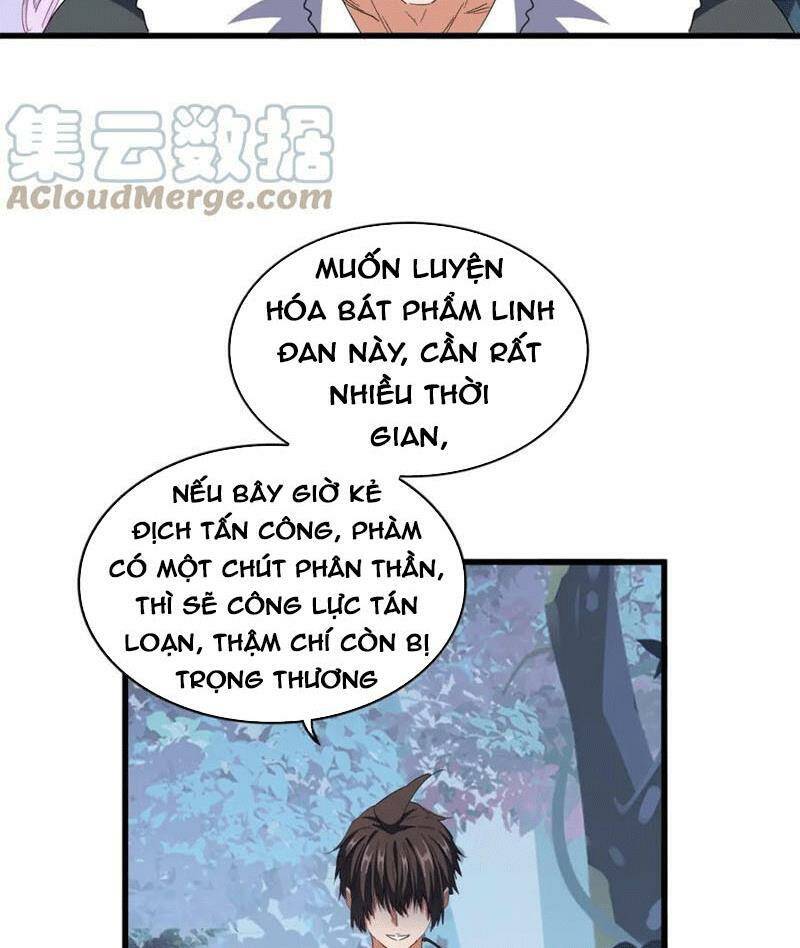 集云数据
ACloudMerge.com
MUỐN LUYỆN
HÓA BÁT PHẨM LINH
ĐAN NÀY, CẦN RẤT
NHIỀU THỜI
GIAN,
NẾU BÂY GIỜ KẺ
ĐỊCH TẤN CÔNG, PHÀM
CÓ MỘT CHÚT PHÂN THẦN,
THÌ SẼ CÔNG LỰC TÁN
LOẠN, THẬM CHÍ CÒN BỊ
TRỌNG THƯƠNG